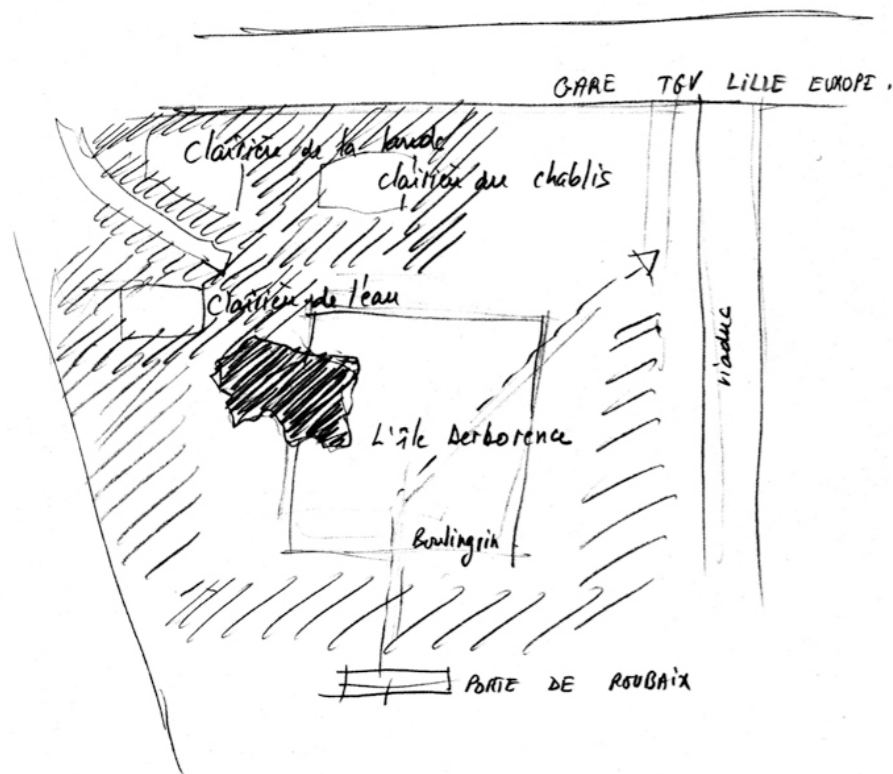 GARE TGV LILLE EUROPE.
Clairière de la lande
Clairière du chablis
Clairière de l'eau
viaduc
L'île Derborence
Boulingrin
PORTE DE ROUBAIX